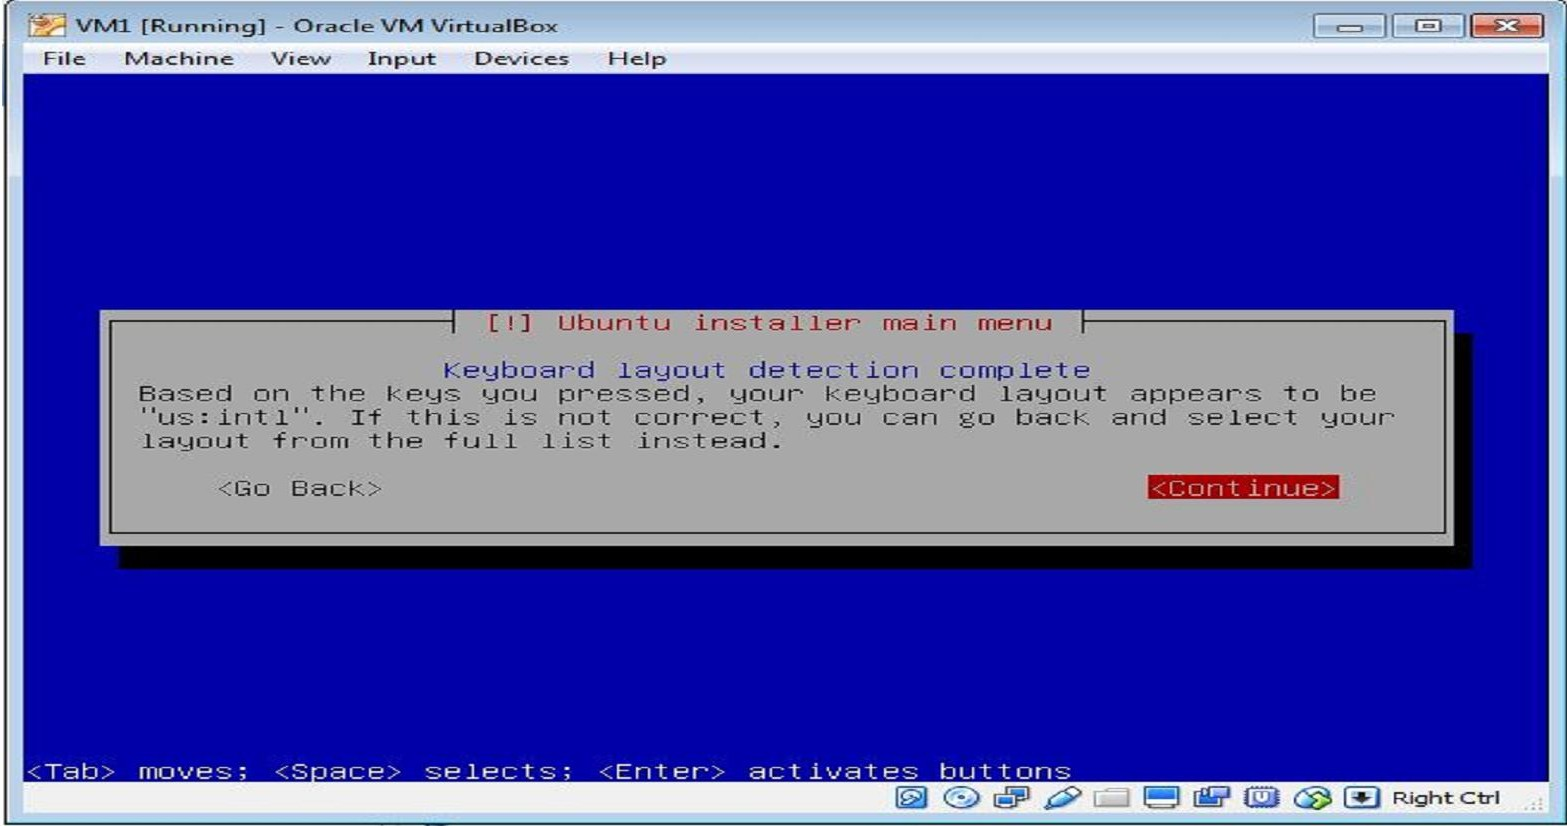 VM1 [Running] - Oracle VM VirtualBox
File Machine View Input Devices Help
[!] Ubuntu installer main menu
Keyboard layout detection complete
Based on the keys you pressed, your keyboard layout appears to be
"us:intl". If this is not correct, you can go back and select your
layout from the full list instead.
<Go Back> <Continue>
<Tab> moves; <Space> selects; <Enter> activates buttons
Right Ctrl